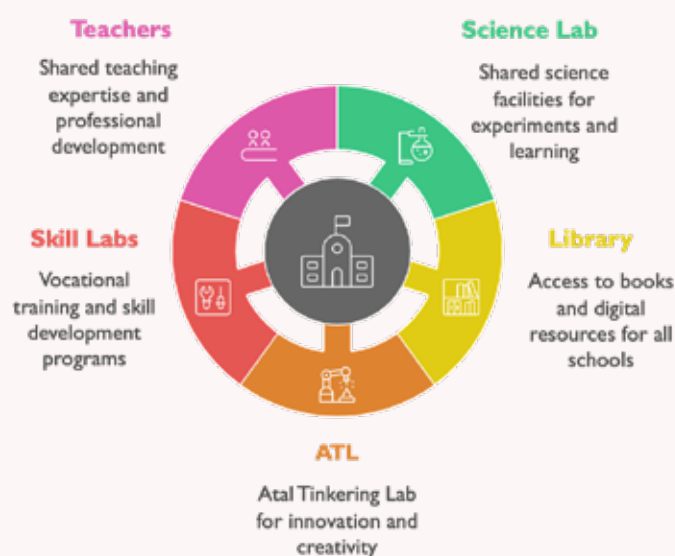 Teachers
Shared teaching
expertise and
professional
development
Science Lab
Shared science
facilities for
experiments and
learning
Skill Labs
Vocational
training and skill
development
programs
Library
Access to books
and digital
resources for all
schools
ATL
Atal Tinkering Lab
for innovation and
creativity